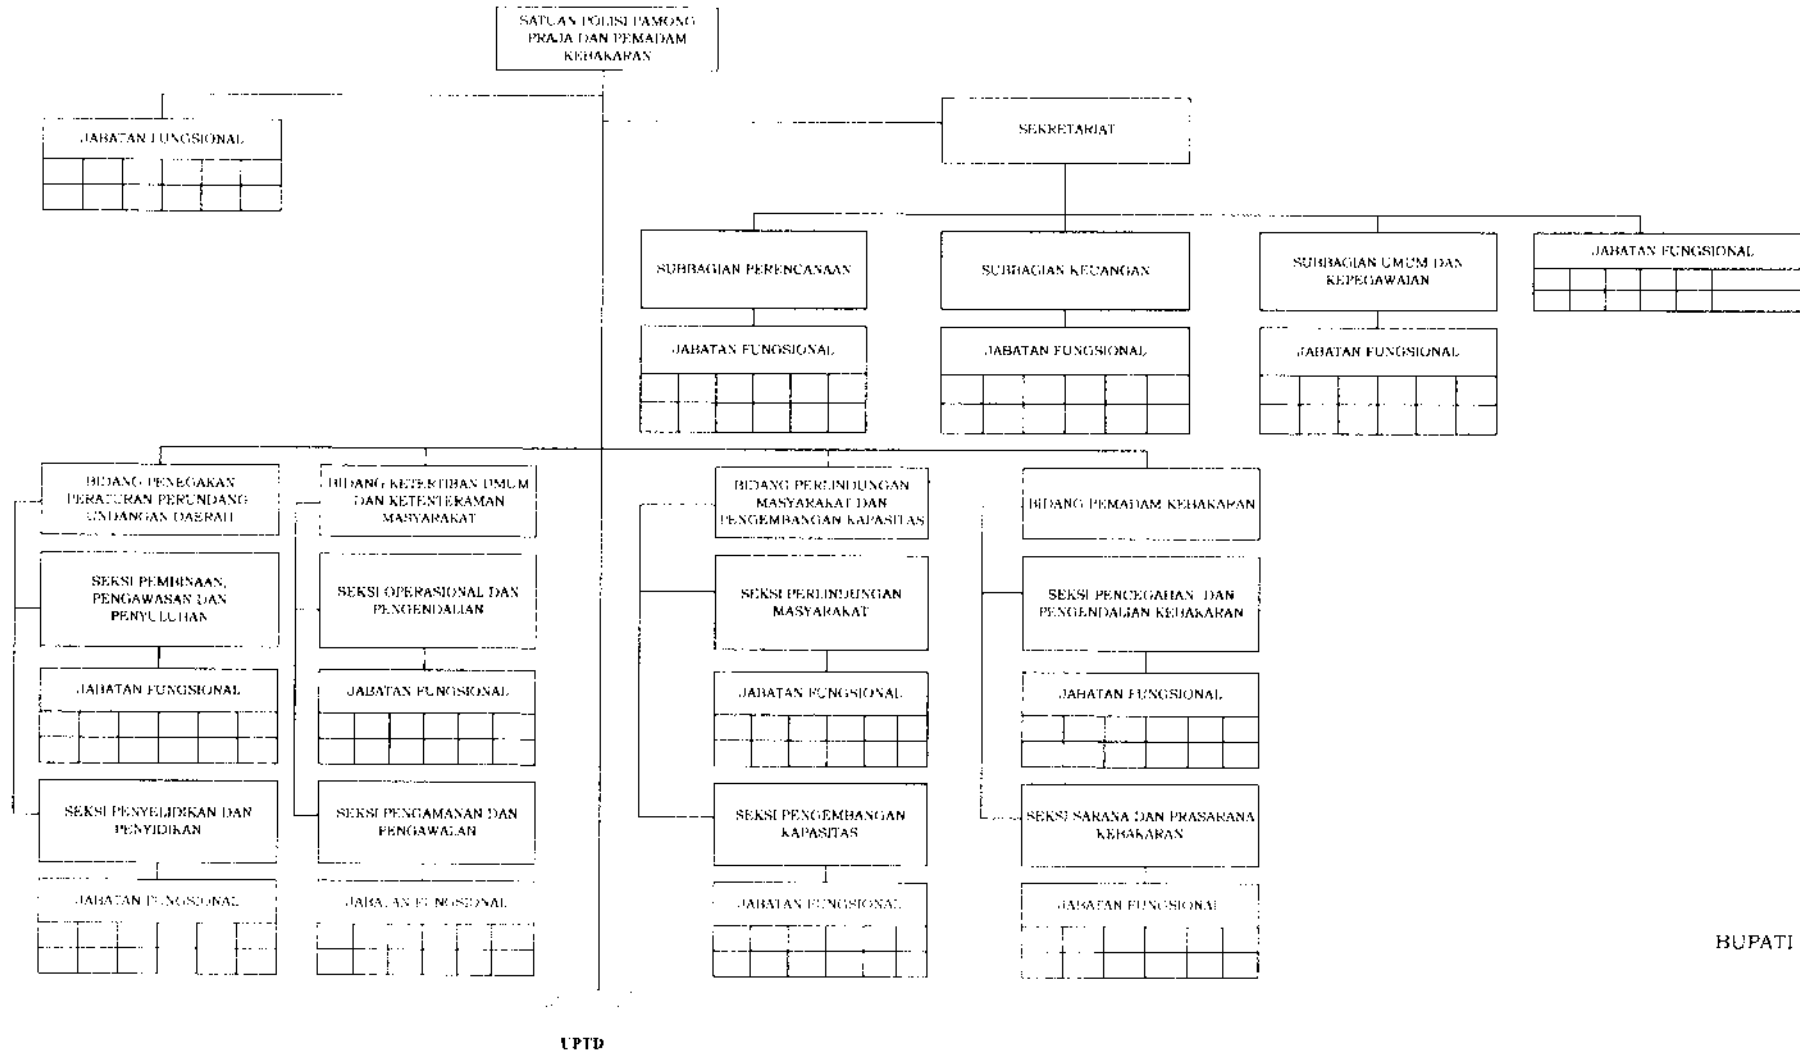 SATUAN POLISI PAMONG
PRAJA DAN PEMADAM
KEBAKARAN
JABATAN FUNGSIONAL
SEKRETARIAT
SUBBAGIAN PERENCANAAN
SUBBAGIAN KEUANGAN
SUBBAGIAN UMUM DAN
KEPEGAWAIAN
JABATAN FUNGSIONAL
JABATAN FUNGSIONAL
JABATAN FUNGSIONAL
JABATAN FUNGSIONAL
BIDANG PENEGAKAN
PERATURAN PERUNDANG
UNDANGAN DAERAH
BIDANG KETERTIBAN UMUM
DAN KETENTERAMAN
MASYARAKAT
BIDANG PERLINDUNGAN
MASYARAKAT DAN
PENGEMBANGAN KAPASITAS
BIDANG PEMADAM KEBAKARAN
SEKSI PEMBINAAN,
PENGAWASAN DAN
PENYULUHAN
SEKSI OPERASIONAL DAN
PENGENDALIAN
SEKSI PERLINDUNGAN
MASYARAKAT
SEKSI PENCEGAHAN DAN
PENGENDALIAN KEBAKARAN
JABATAN FUNGSIONAL
JABATAN FUNGSIONAL
JABATAN FUNGSIONAL
JABATAN FUNGSIONAL
SEKSI PENYELIDIKAN DAN
PENYIDIKAN
SEKSI PENGAMANAN DAN
PENGAWALAN
SEKSI PENGEMBANGAN
KAPASITAS
SEKSI SARANA DAN PRASARANA
KEBAKARAN
JABATAN FUNGSIONAL
JABATAN FUNGSIONAL
JABATAN FUNGSIONAL
JABATAN FUNGSIONAL
BUPATI
UPTD